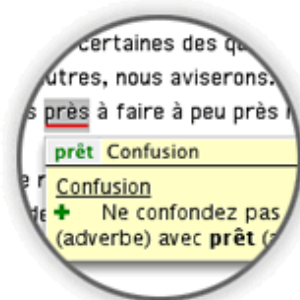 certaines des
utres, nous aviserons.
s près à faire à peu près
prêt Confusion
Confusion
+ Ne confondez pas
(adverbe) avec prêt (